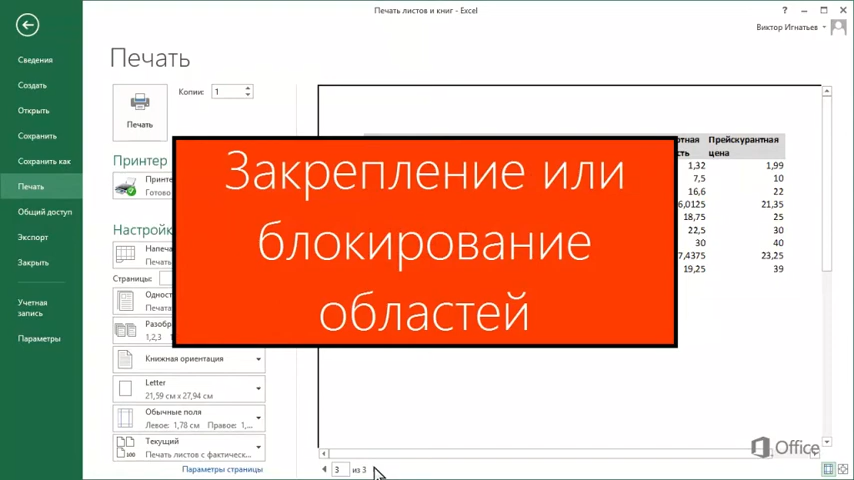 Печать листов и книг - Excel
Виктор Игнатьев
Сведения
Создать
Открыть
Сохранить
Сохранить как
Печать
Общий доступ
Экспорт
Закрыть
Учетная
запись
Параметры
Печать
Копии: 1
Печать
Принтер
Готово
Закрепление или
блокирование
областей
Прейскурантная
цена
1,32 1,99
7,5 10
16,6 22
21,35
18,75 25
22,5 30
30 40
23,25
19,25 39
Страницы:
1,2,3
Книжная ориентация
Letter
21,59 см x 27,94 см
Обычные поля
Левое: 1,78 см Правое: 1,...
Текущий
Печать листов с фактическ...
Параметры страницы
3 из 3
Office